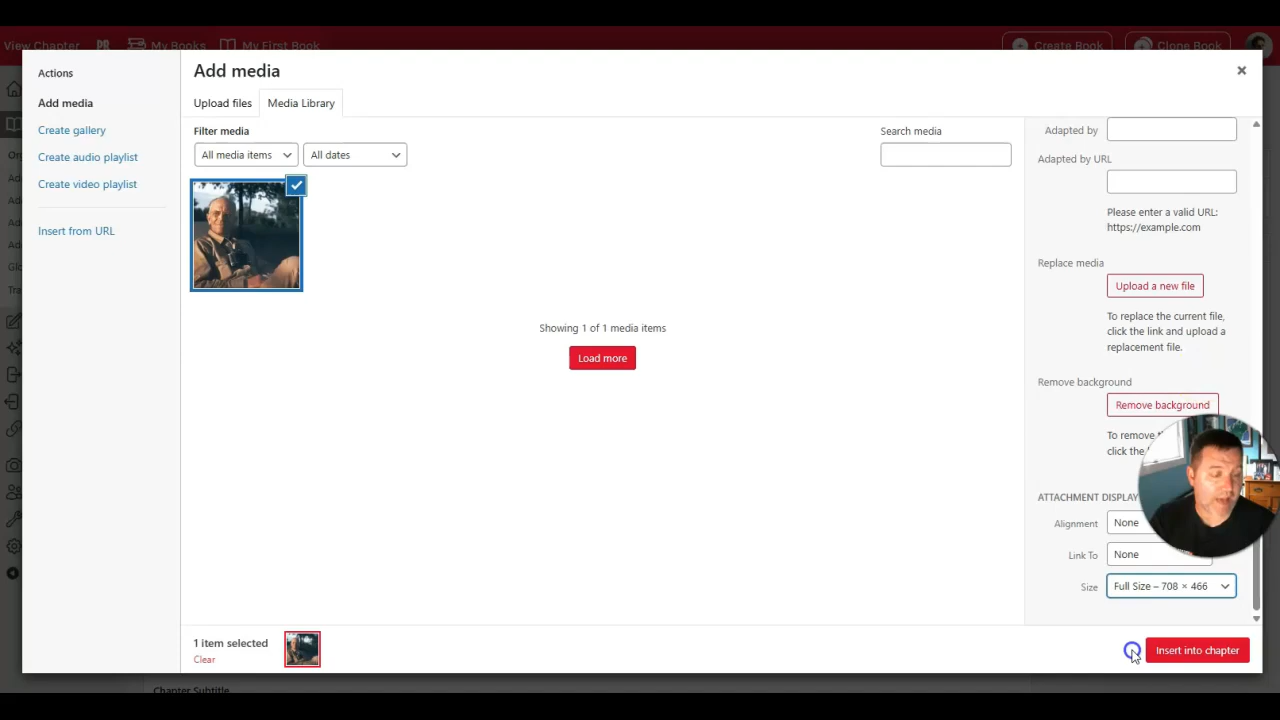 View Chapter
My Books
My First Book
Create Book
Clone Book
Actions
Add media
Create gallery
Create audio playlist
Create video playlist
Insert from URL
Add media
Upload files
Media Library
Filter media
All media items
All dates
Search media
Showing 1 of 1 media items
Load more
Adapted by
Adapted by URL
Please enter a valid URL:
https://example.com
Replace media
Upload a new file
To replace the current file,
click the link and upload a
replacement file.
Remove background
Remove background
To remove
click the
ATTACHMENT DISPLAY
Alignment None
Link To None
Size Full Size – 708 × 466
1 item selected
Clear
Insert into chapter
Chapter Subtitle